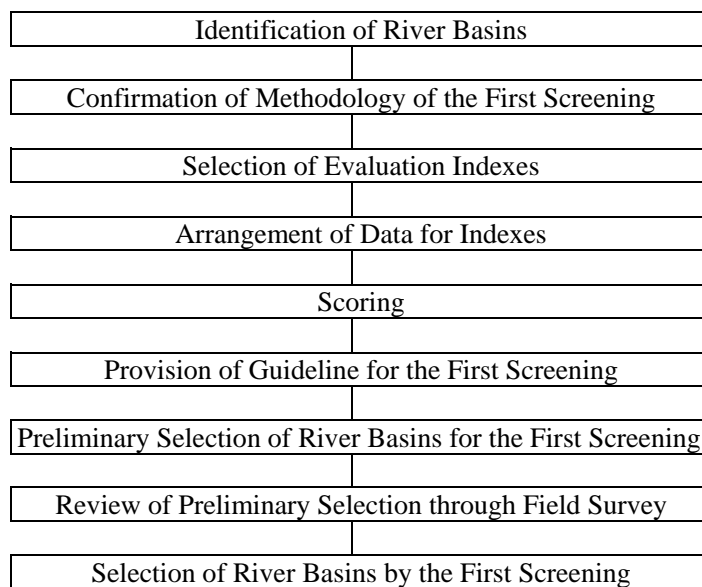 Identification of River Basins
Confirmation of Methodology of the First Screening
Selection of Evaluation Indexes
Arrangement of Data for Indexes
Scoring
Provision of Guideline for the First Screening
Preliminary Selection of River Basins for the First Screening
Review of Preliminary Selection through Field Survey
Selection of River Basins by the First Screening